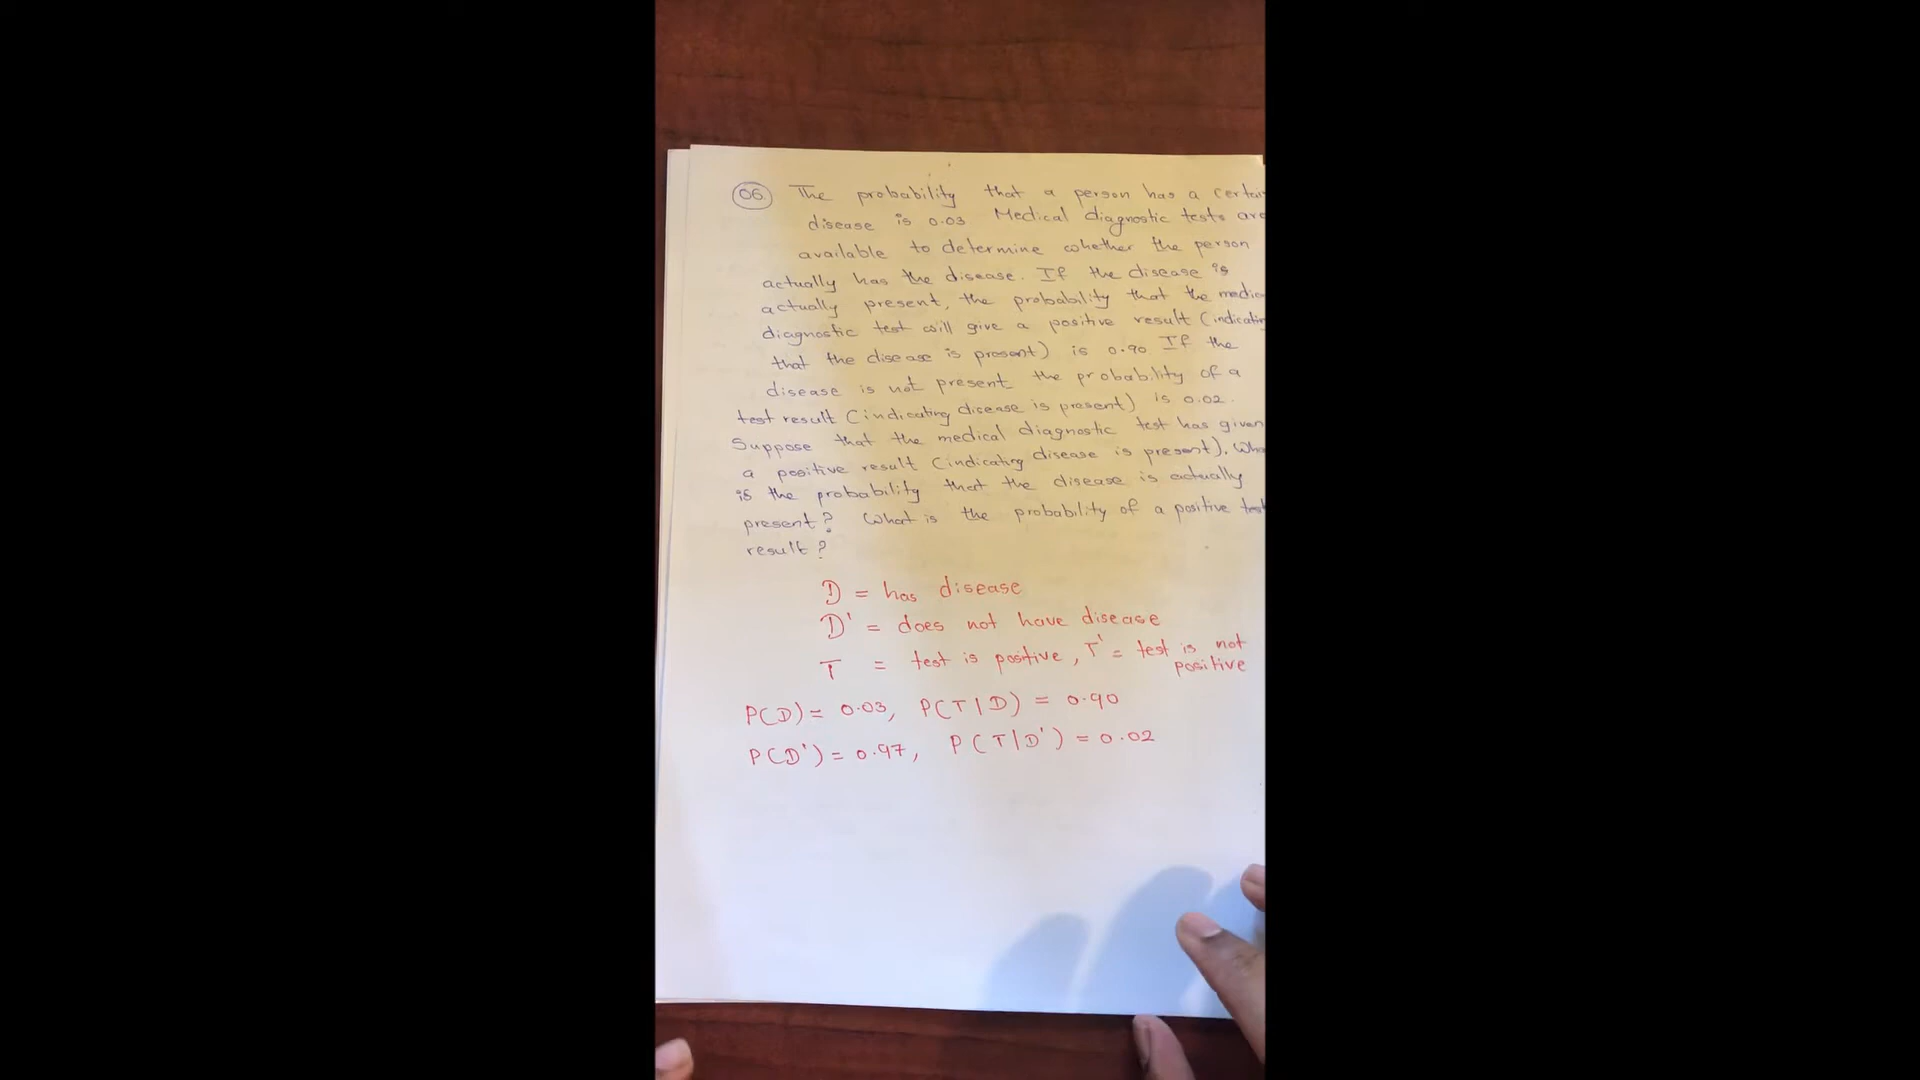 06. The probability that a person has a certai
disease is 0.03 Medical diagnostic tests are
available to determine whether the person
actually has the disease. If the disease is
actually present, the probability that the medic
diagnostic test will give a positive result (indicatin
that the disease is present) is 0.90 If the
disease is not present the probability of a
test result (indicating dicease is present) is 0.02.
Suppose that the medical diagnostic test has given
a positive result (indicating disease is present). Wha
is the probability that the disease is actually
present? What is the probability of a positive test
result?
D = has disease
D' = does not have disease
T = test is positive, T' = test is not positive
P(D) = 0.03, P(T|D) = 0.90
P(D') = 0.97, P(T|D') = 0.02